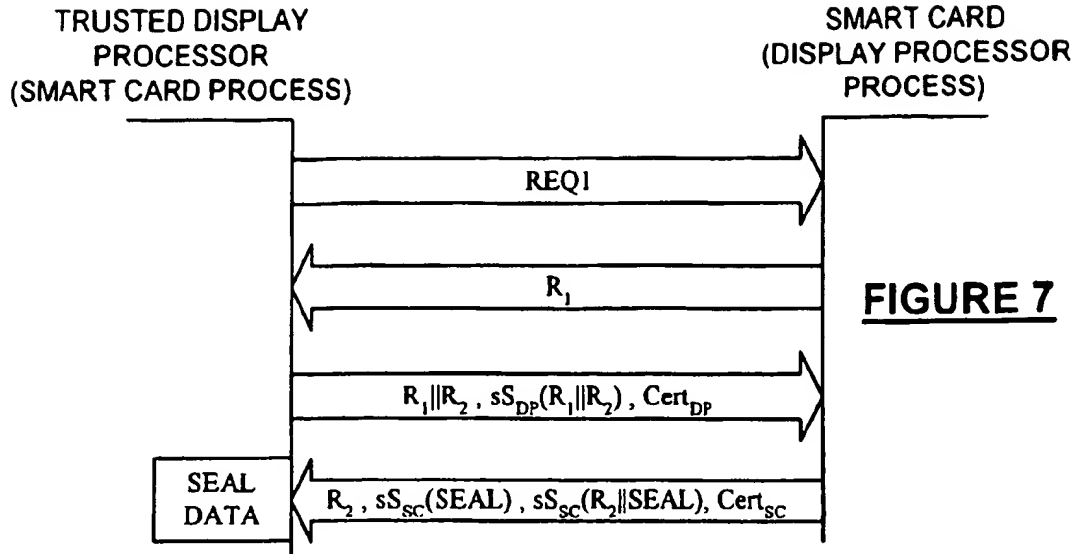 TRUSTED DISPLAY
PROCESSOR
(SMART CARD PROCESS)
SMART CARD
(DISPLAY PROCESSOR
PROCESS)
REQ1
R1
FIGURE 7
R1||R2 , sSDP(R1||R2) , CertDP
SEAL
DATA
R2 , sSSC(SEAL) , sSSC(R2||SEAL), CertSC